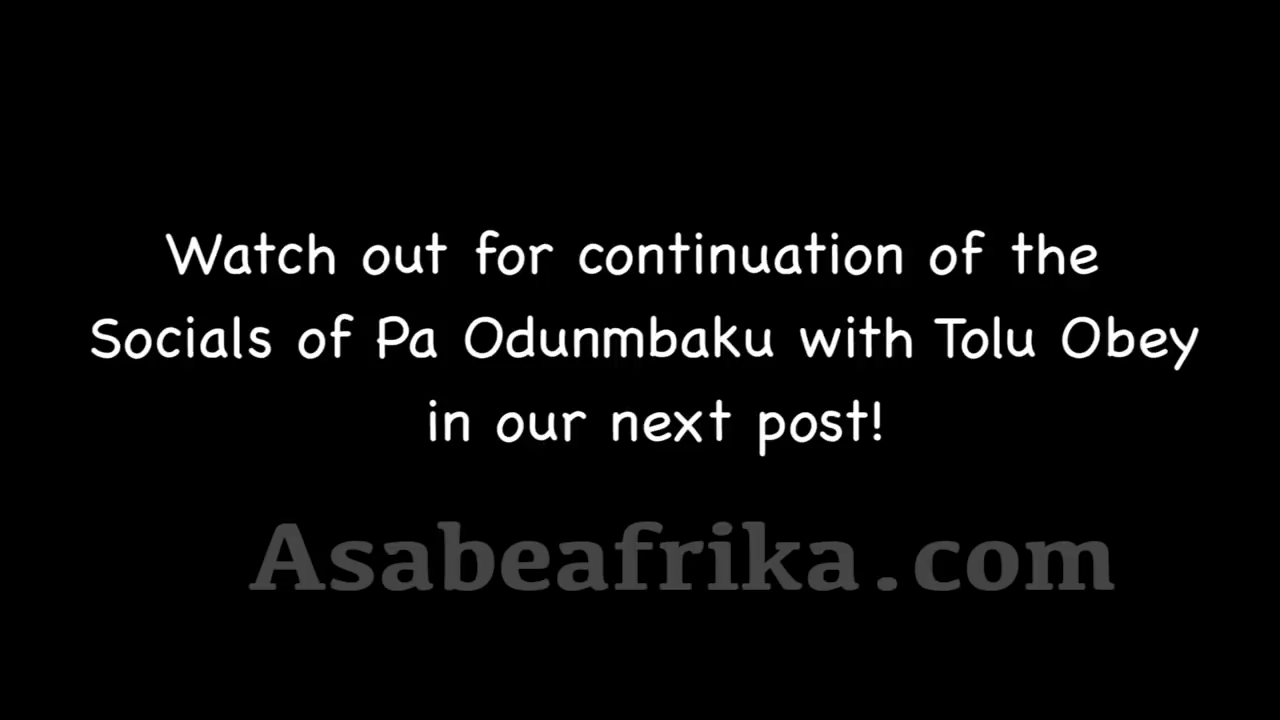 Watch out for continuation of the
Socials of Pa Odunmbaku with Tolu Obey
in our next post!
Asabeafrika.com